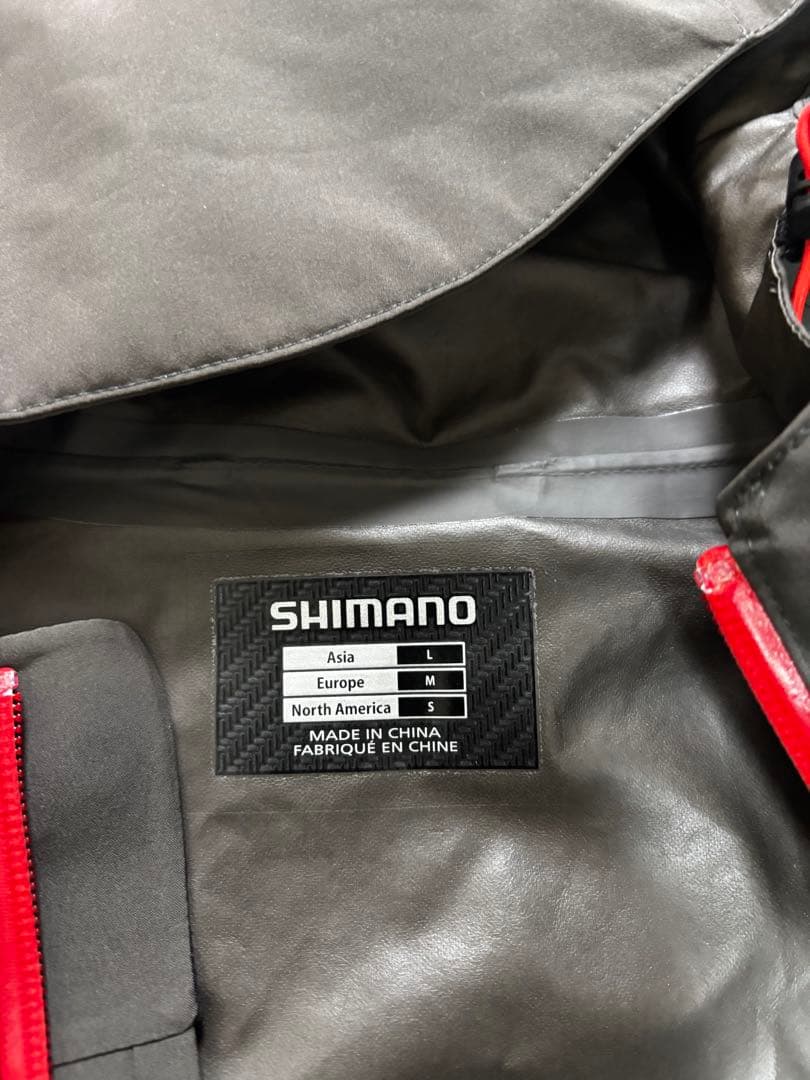 SHIMANO
Asia L
Europe M
North America S
MADE IN CHINA
FABRIQUÉ EN CHINE